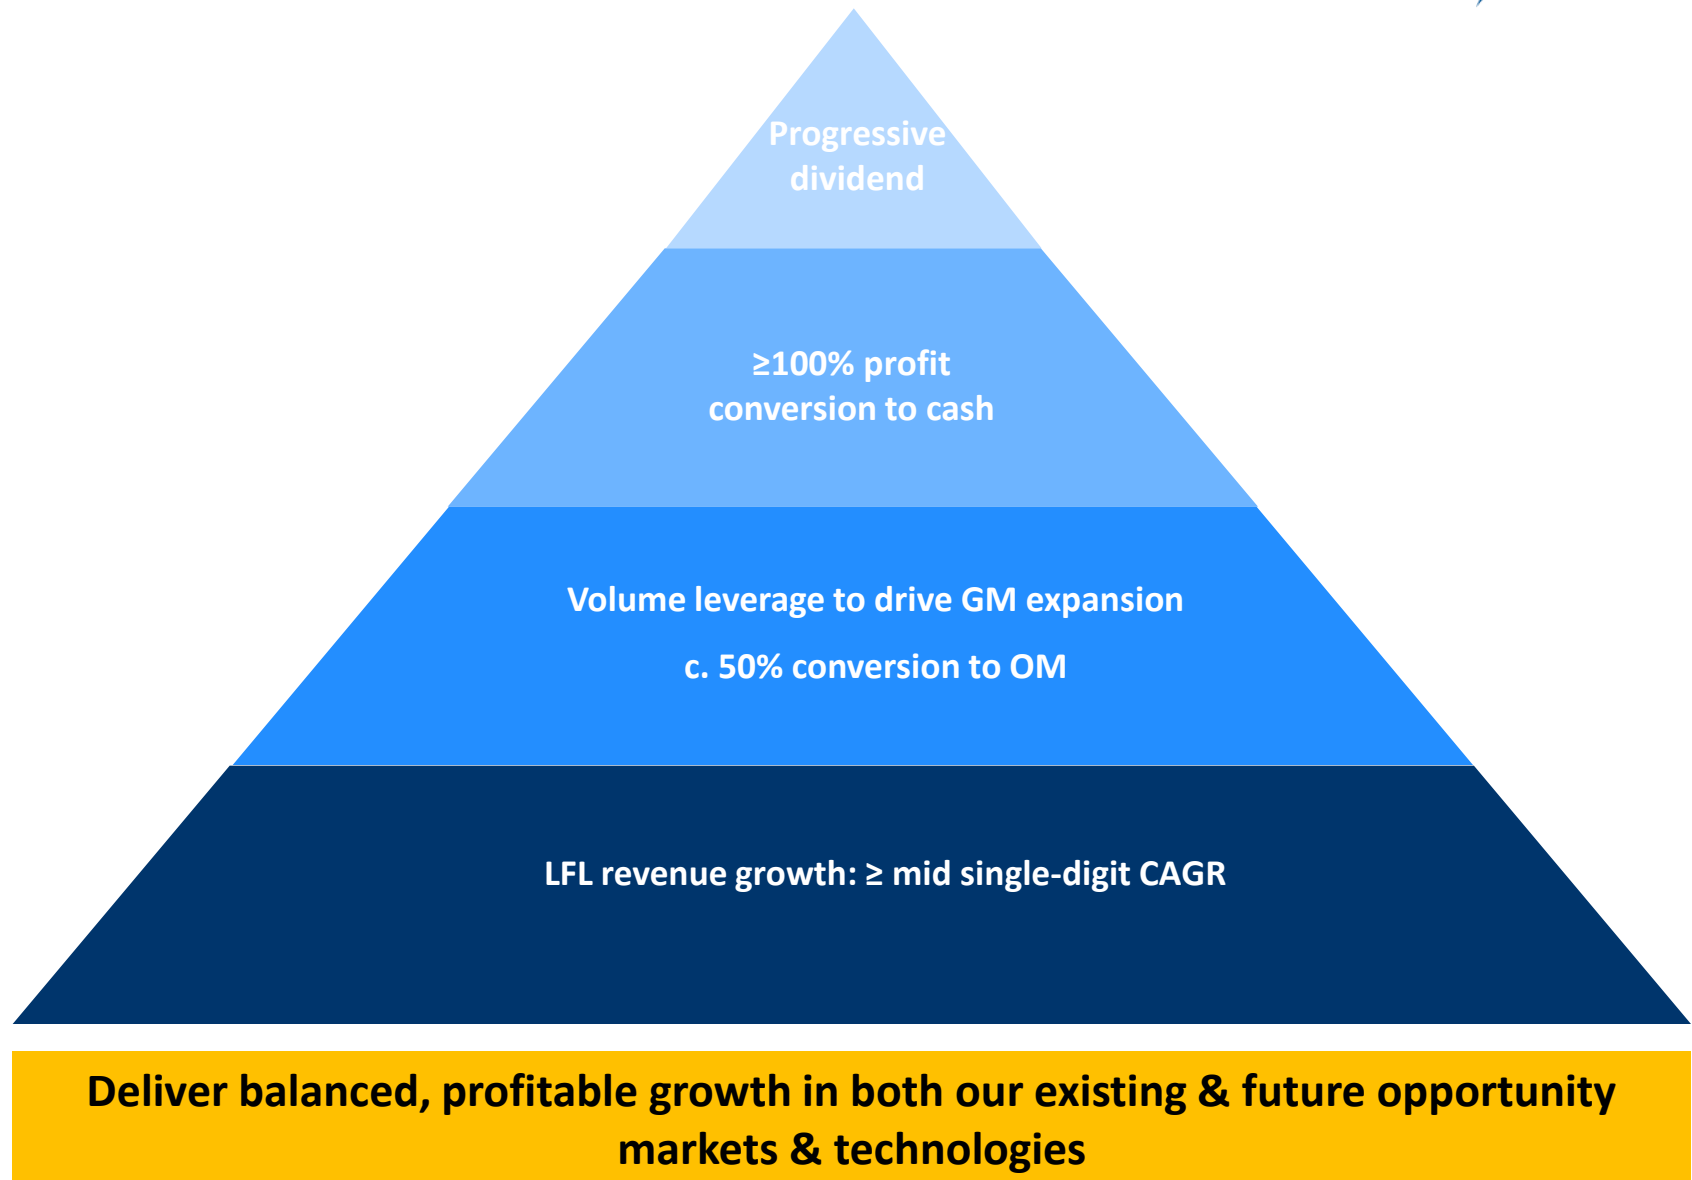 Progressive
dividend
≥100% profit
conversion to cash
Volume leverage to drive GM expansion
c. 50% conversion to OM
LFL revenue growth: ≥ mid single-digit CAGR
Deliver balanced, profitable growth in both our existing & future opportunity
markets & technologies